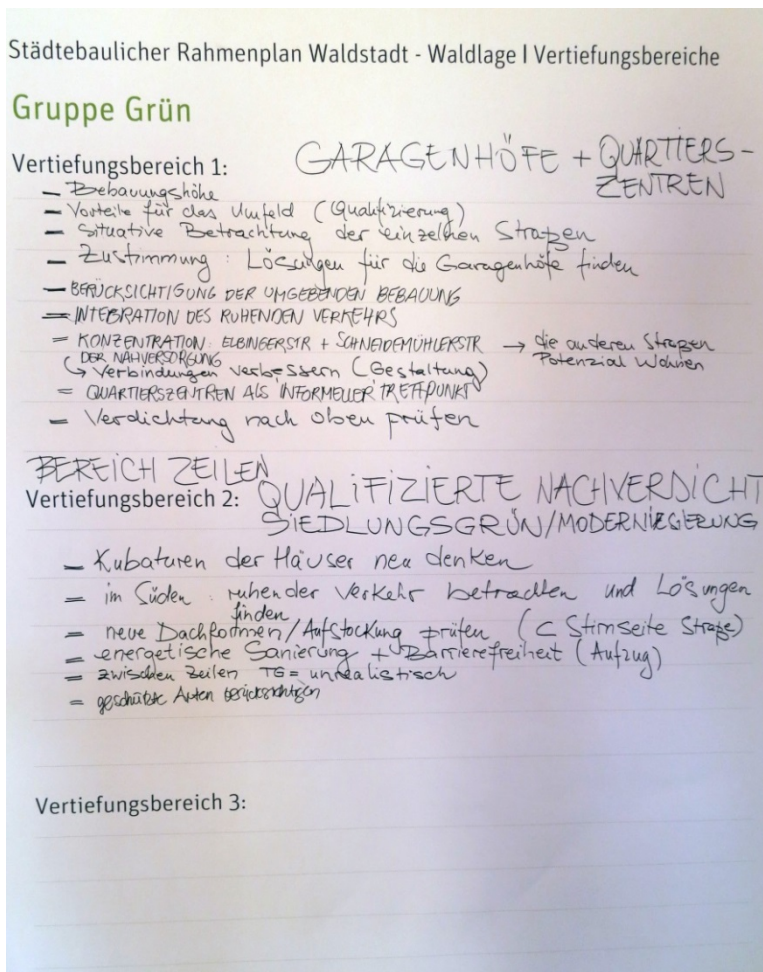 Städtebaulicher Rahmenplan Waldstadt - Waldlage I Vertiefungsbereiche
Gruppe Grün
Vertiefungsbereich 1: GARAGENHÖFE + QUARTIERS-
ZENTREN
– Bebauungshöhe
– Vorteile für das Umfeld (Qualifizierung)
– Situative Betrachtung der einzelnen Straßen
– Zustimmung: Lösungen für die Garagenhöfe finden
– BERÜCKSICHTIGUNG DER UMGEBENDEN BEBAUUNG
– INTEGRATION DES RUHENDEN VERKEHRS
– KONZENTRATION: ELBINGERSTR + SCHNEIDEMÜHLERSTR → die anderen Straßen
DER NAHVERSORGUNG Potenzial Wohnen
↳ Verbindungen verbessern (Gestaltung)
– QUARTIERSZENTREN ALS INFORMELLER TREFFPUNKT
– Verdichtung nach oben prüfen
BEREICH ZEILEN
Vertiefungsbereich 2: QUALIFIZIERTE NACHVERDICHT
SIEDLUNGSGRÜN/MODERNISIERUNG
– Kubaturen der Häuser neu denken
– im Süden: ruhender Verkehr betrachten und Lösungen
finden
– neue Dachformen/Aufstockung prüfen (Stirnseite Straße)
– energetische Sanierung + Barrierefreiheit (Aufzug)
– zwischen Zeilen TG = unrealistisch
– geschützte Arten berücksichtigen
Vertiefungsbereich 3: